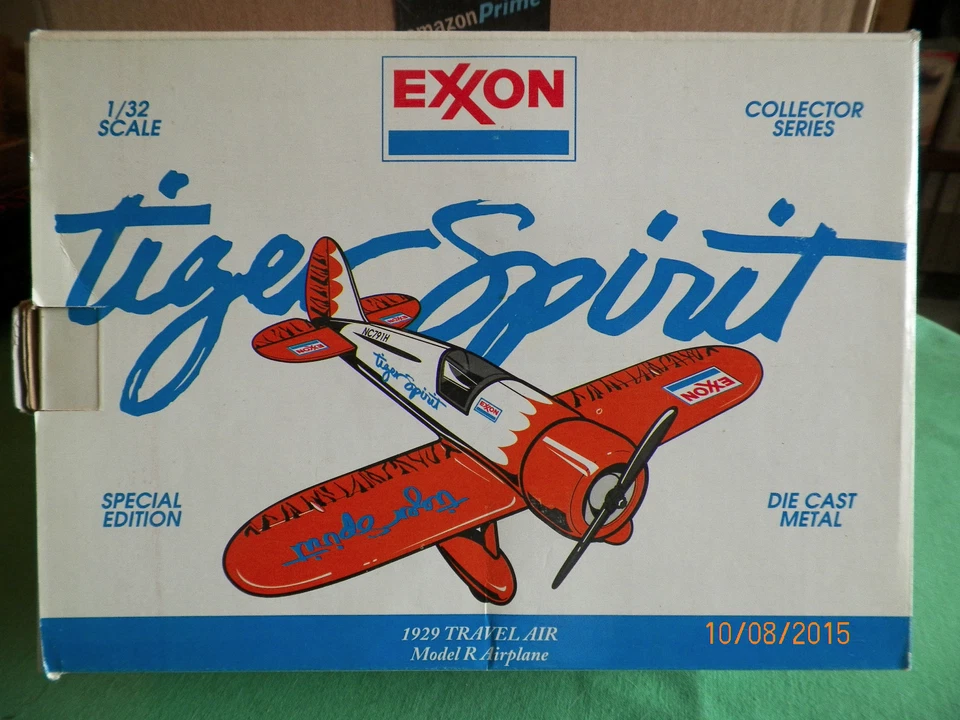 amazonPrime
EXXON
1/32
SCALE
COLLECTOR
SERIES
tiger Spirit
NC791H
EXXON
EXXON
tiger Spirit
EXXON
EXXON
tiger Spirit
SPECIAL
EDITION
DIE CAST
METAL
1929 TRAVEL AIR
Model R Airplane
10/08/2015